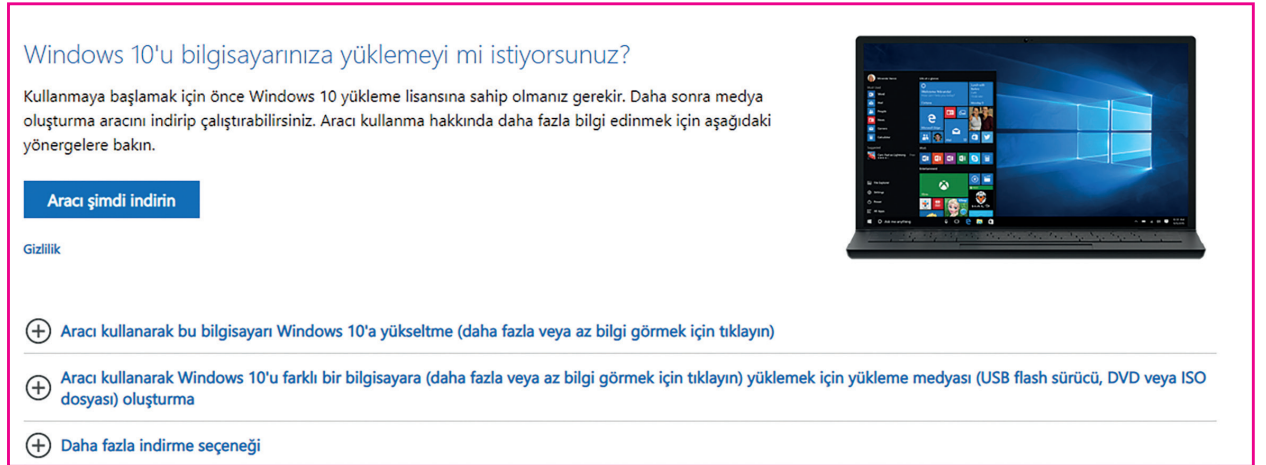 Windows 10'u bilgisayarınıza yüklemeyi mi istiyorsunuz?
Kullanmaya başlamak için önce Windows 10 yükleme lisansına sahip olmanız gerekir. Daha sonra medya
oluşturma aracını indirip çalıştırabilirsiniz. Aracı kullanma hakkında daha fazla bilgi edinmek için aşağıdaki
yönergelere bakın.
Aracı şimdi indirin
Gizlilik
Aracı kullanarak bu bilgisayarı Windows 10'a yükseltme (daha fazla veya az bilgi görmek için tıklayın)
Aracı kullanarak Windows 10'u farklı bir bilgisayara (daha fazla veya az bilgi görmek için tıklayın) yüklemek için yükleme medyası (USB flash sürücü, DVD veya ISO
dosyası) oluşturma
Daha fazla indirme seçeneği